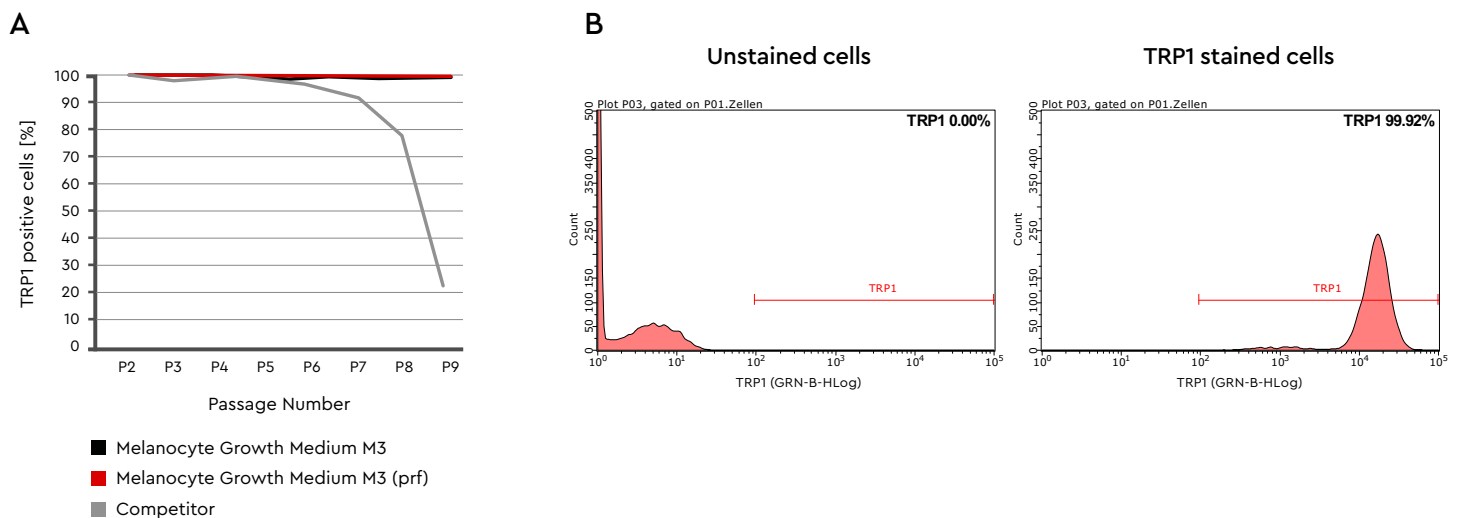 A
100
90
80
70
60
50
40
30
20
10
0
TRP1 positive cells [%]
P2 P3 P4 P5 P6 P7 P8 P9
Passage Number
Melanocyte Growth Medium M3
Melanocyte Growth Medium M3 (prf)
Competitor
B
Unstained cells
Plot P03, gated on P01.Zellen
TRP1 0.00%
500
400
350
250
150
100
50
0
Count
TRP1
10⁰ 10¹ 10² 10³ 10⁴ 10⁵
TRP1 (GRN-B-HLog)
TRP1 stained cells
Plot P03, gated on P01.Zellen
TRP1 99.92%
500
400
350
250
150
100
50
0
Count
TRP1
10⁰ 10¹ 10² 10³ 10⁴ 10⁵
TRP1 (GRN-B-HLog)